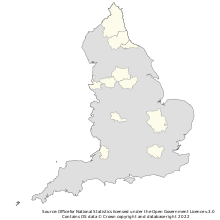 Source: Office for National Statistics licensed under the Open Government Licence v.3.0
Contains OS data © Crown copyright and database right 2022